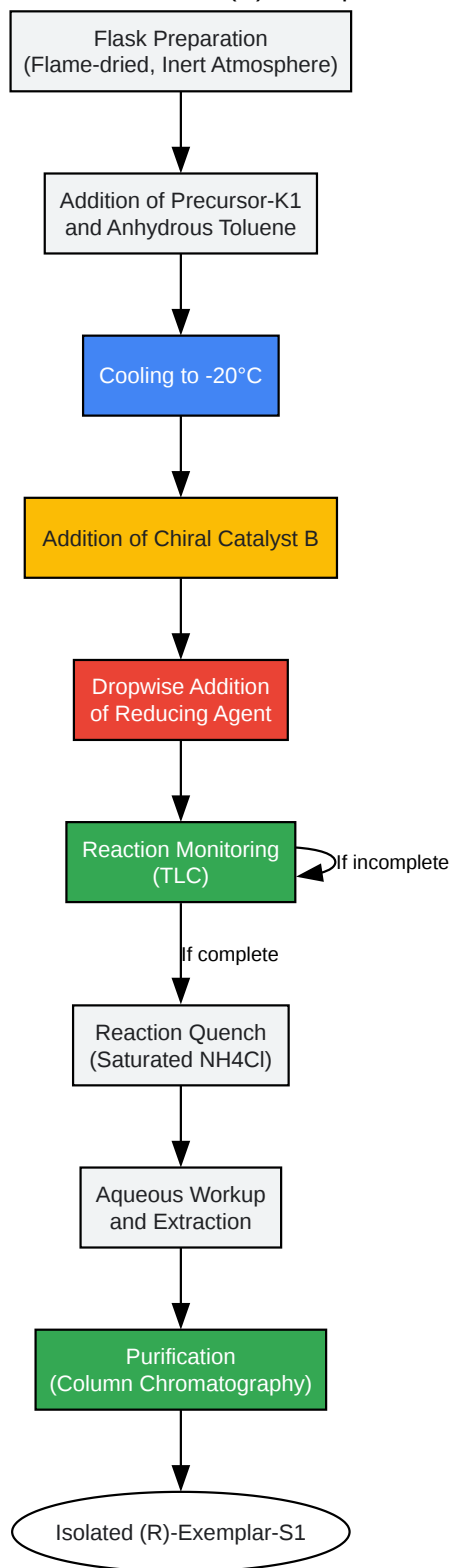 Flask Preparation
(Flame-dried, Inert Atmosphere)
Addition of Precursor-K1
and Anhydrous Toluene
Cooling to -20°C
Addition of Chiral Catalyst B
Dropwise Addition
of Reducing Agent
Reaction Monitoring
(TLC)
If incomplete
If complete
Reaction Quench
(Saturated NH4Cl)
Aqueous Workup
and Extraction
Purification
(Column Chromatography)
Isolated (R)-Exemplar-S1